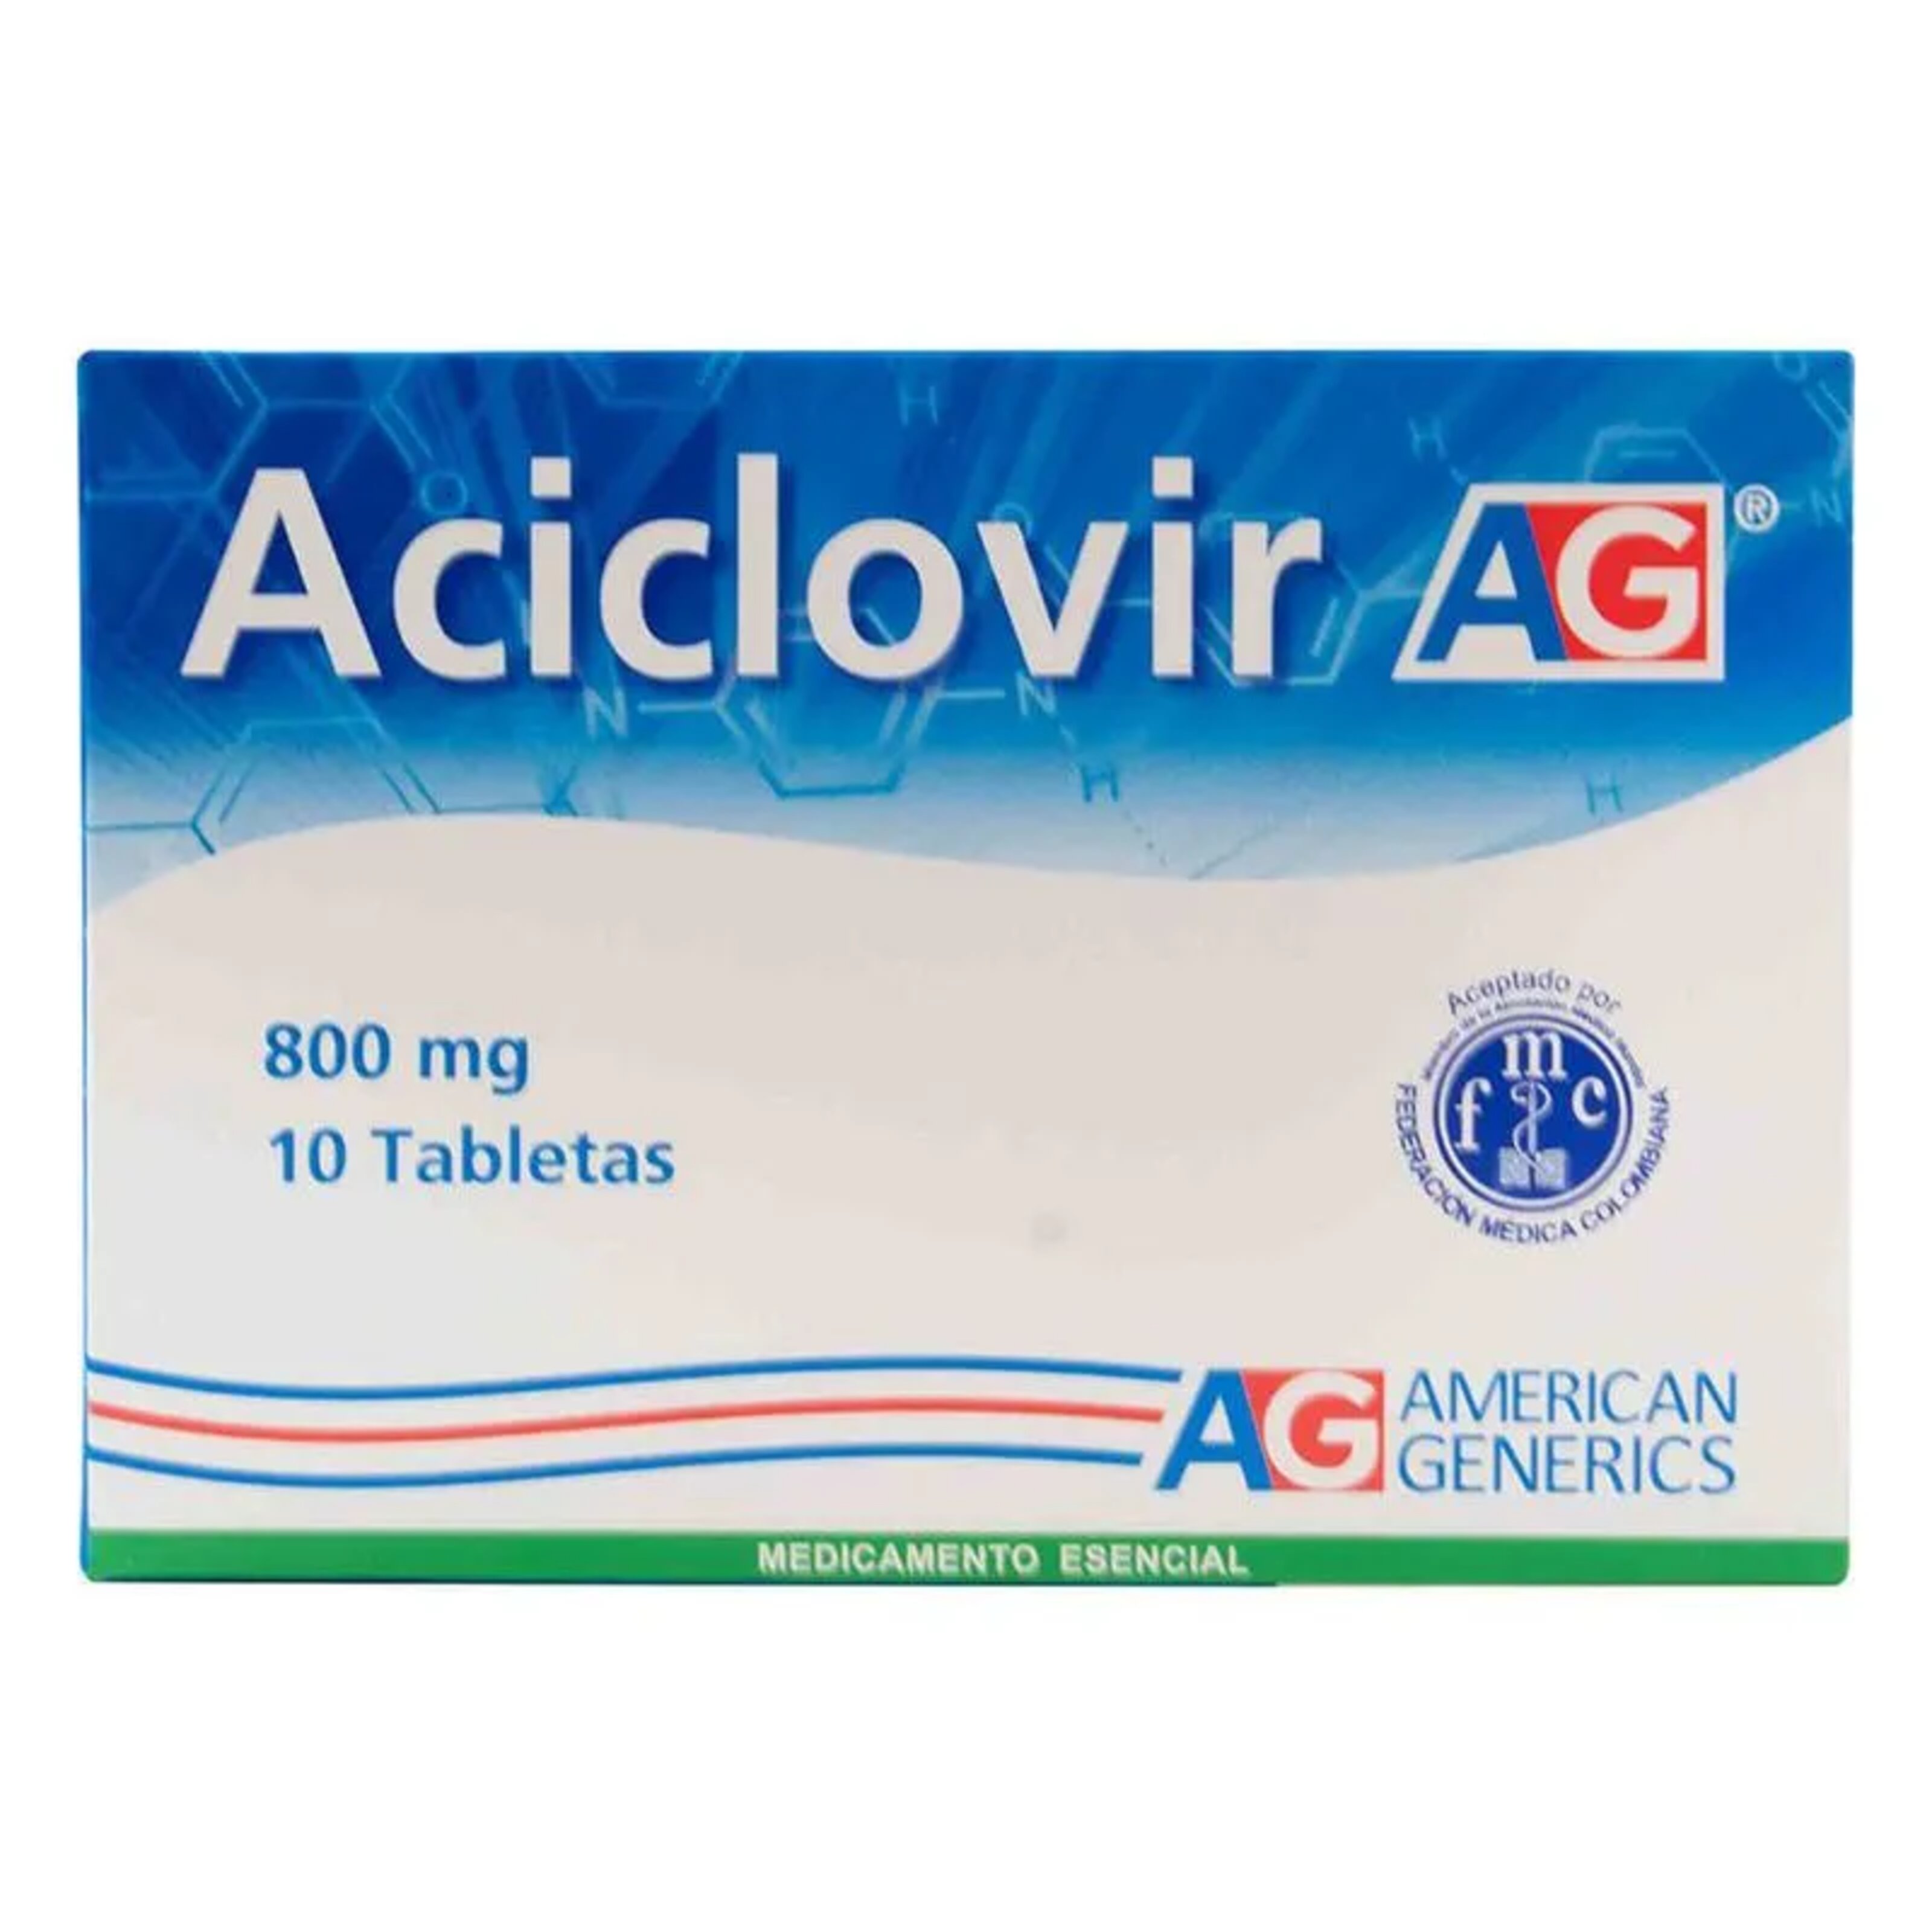 Aciclovir AG®
800 mg
10 Tabletas
Aceptado por
f m c
FEDERACIÓN MÉDICA COLOMBIANA
AG AMERICAN
GENERICS
MEDICAMENTO ESENCIAL
H
H
N
N
N
H
H